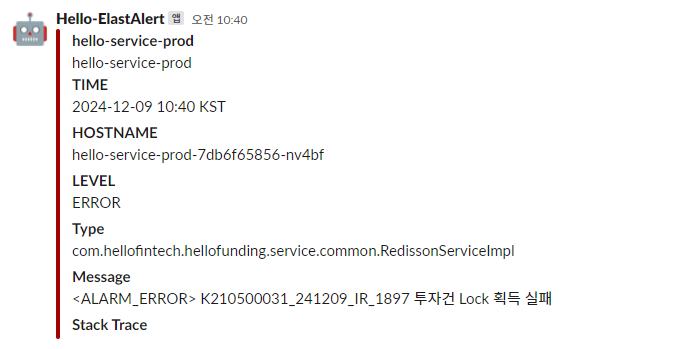 Hello-ElastAlert 앱 오전 10:40
hello-service-prod
hello-service-prod
TIME
2024-12-09 10:40 KST
HOSTNAME
hello-service-prod-7db6f65856-nv4bf
LEVEL
ERROR
Type
com.hellofintech.hellofunding.service.common.RedissonServiceImpl
Message
<ALARM_ERROR> K210500031_241209_IR_1897 투자건 Lock 획득 실패
Stack Trace